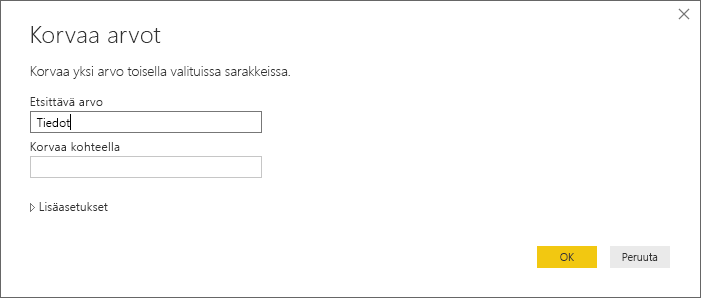 Korvaa arvot
Korvaa yksi arvo toisella valituissa sarakkeissa.
Etsittävä arvo
Tiedot
Korvaa kohteella
Lisäasetukset
OK Peruuta